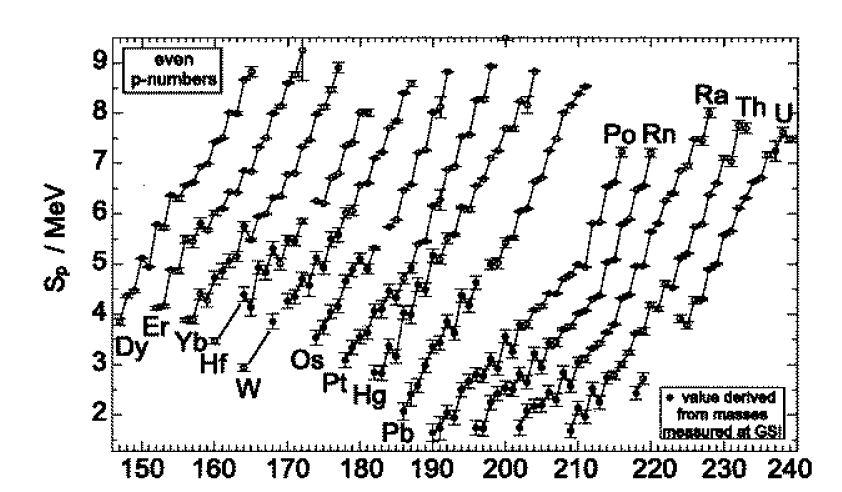 9
8
7
6
5
4
3
2
S_p / MeV
even
p-numbers
Dy
Er
Yb
Hf
W
Os
Pt
Hg
Pb
Po
Rn
Ra
Th
U
• value derived
from masses
measured at GSI
150 160 170 180 190 200 210 220 230 240